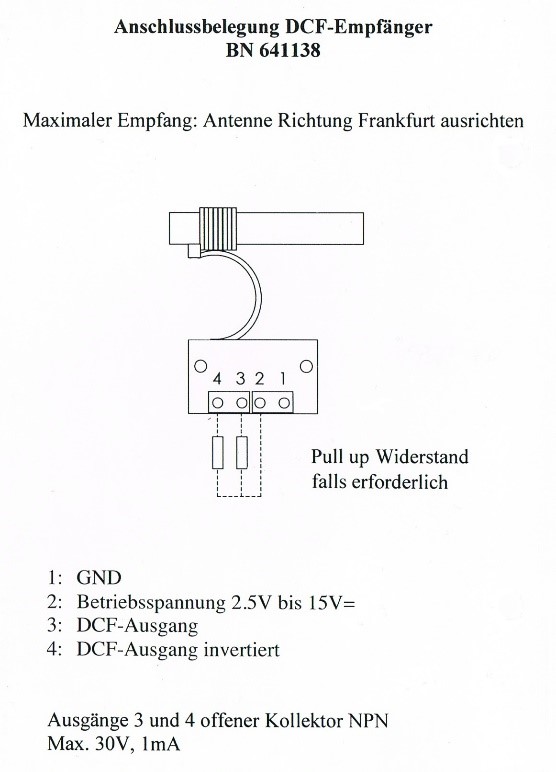 Anschlussbelegung DCF-Empfänger
BN 641138
Maximaler Empfang: Antenne Richtung Frankfurt ausrichten
4 3 2 1
Pull up Widerstand
falls erforderlich
1: GND
2: Betriebsspannung 2.5V bis 15V=
3: DCF-Ausgang
4: DCF-Ausgang invertiert
Ausgänge 3 und 4 offener Kollektor NPN
Max. 30V, 1mA